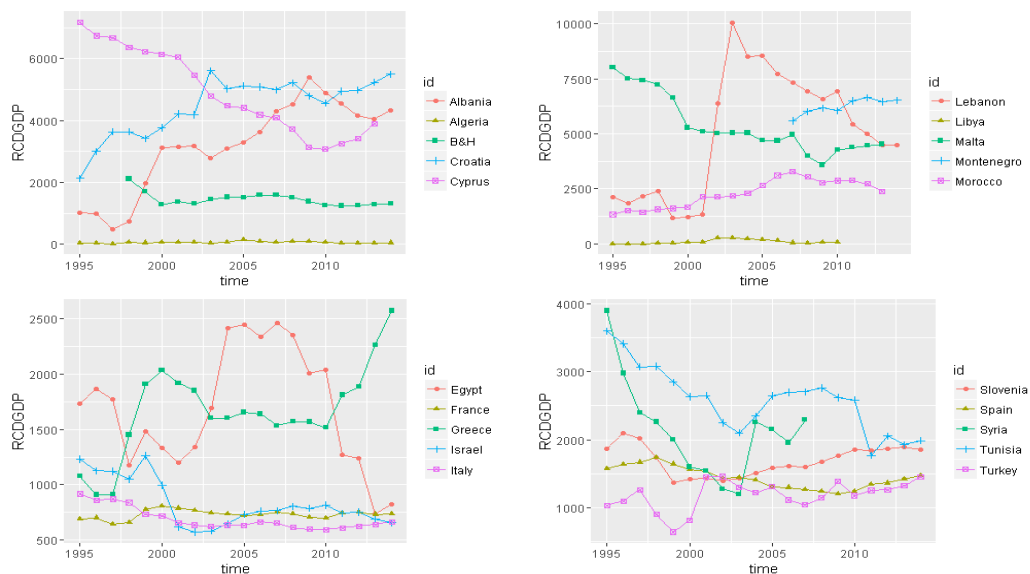 6000
4000
2000
0
RCDGDP
1995
2000
2005
2010
time
id
Albania
Algeria
B&H
Croatia
Cyprus
10000
7500
5000
2500
0
RCDGDP
1995
2000
2005
2010
time
id
Lebanon
Libya
Malta
Montenegro
Morocco
2500
2000
1500
1000
500
RCDGDP
1995
2000
2005
2010
time
id
Egypt
France
Greece
Israel
Italy
4000
3000
2000
1000
RCDGDP
1995
2000
2005
2010
time
id
Slovenia
Spain
Syria
Tunisia
Turkey